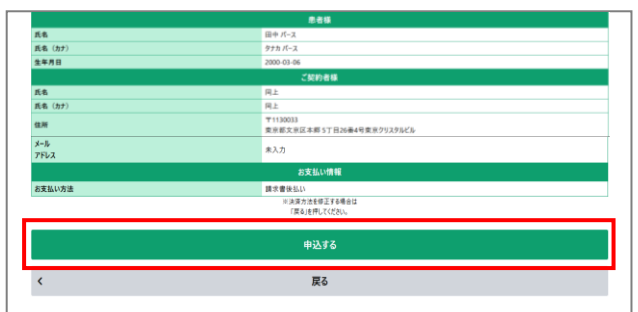 患者様
氏名 田中 パース
氏名（カナ） タナカ パース
生年月日 2000-03-06
ご契約者様
氏名 同上
氏名（カナ） 同上
住所 〒1130033
東京都文京区本郷5丁目26番4号東京クリスタルビル
メール
アドレス 未入力
お支払い情報
お支払い方法 請求書後払い
※決済方法を修正する場合は
「戻る」を押してください。
申込する
< 戻る